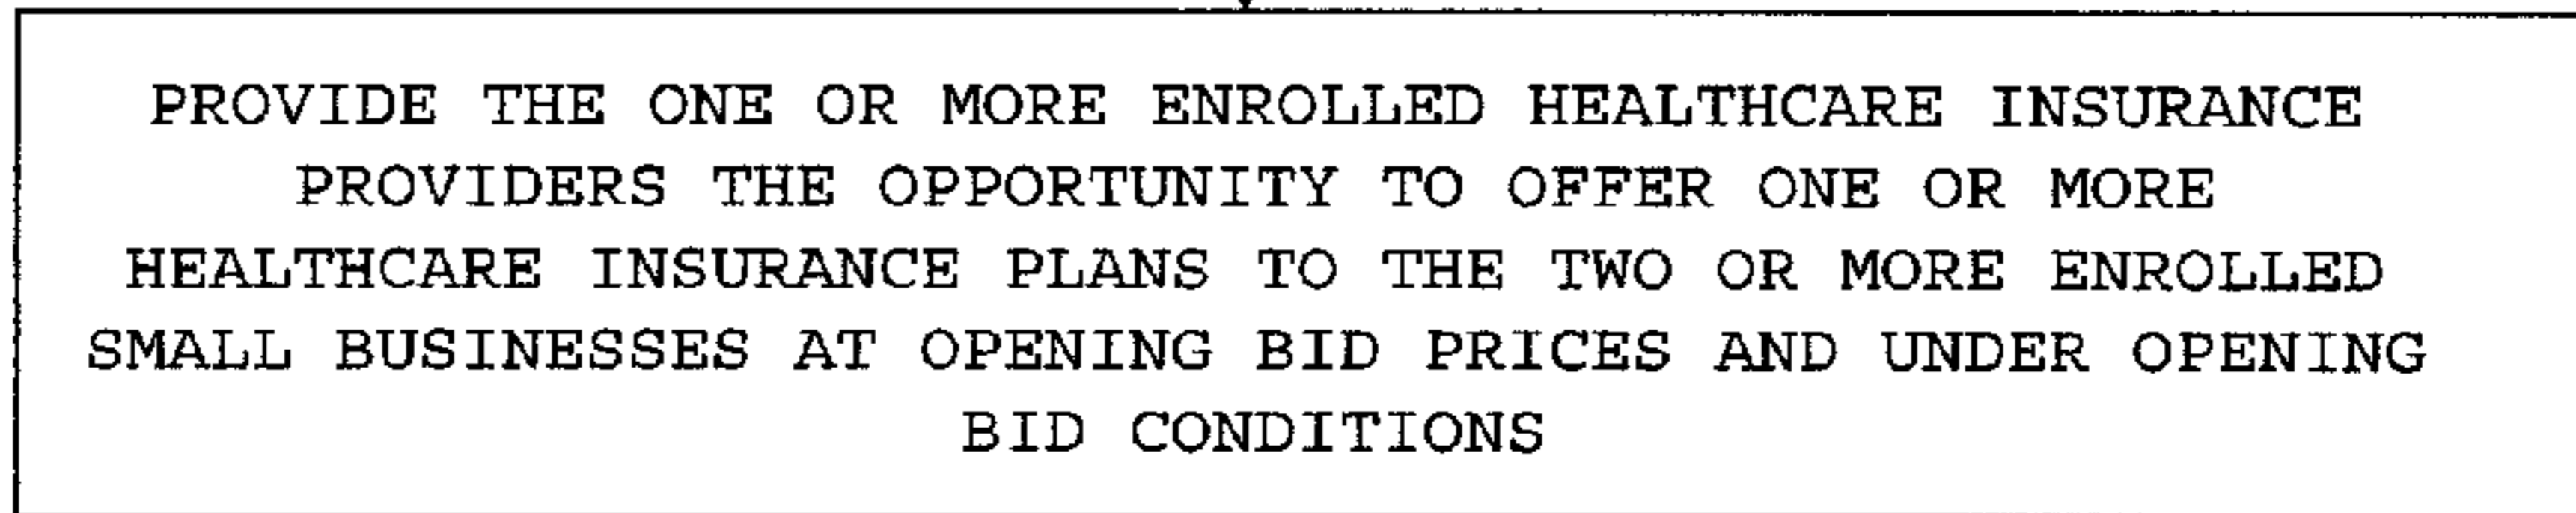 PROVIDE THE ONE OR MORE ENROLLED HEALTHCARE INSURANCE
PROVIDERS THE OPPORTUNITY TO OFFER ONE OR MORE
HEALTHCARE INSURANCE PLANS TO THE TWO OR MORE ENROLLED
SMALL BUSINESSES AT OPENING BID PRICES AND UNDER OPENING
BID CONDITIONS